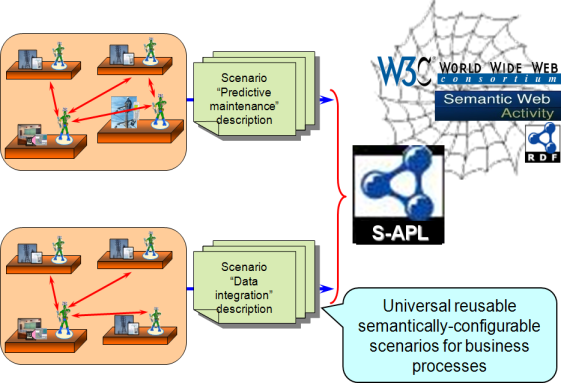 Scenario
“Predictive
maintenance”
description
W3C WORLD WIDE WEB
consortium
Semantic Web
Activity
RDF
S-APL
Scenario
“Data
integration”
description
Universal reusable
semantically-configurable
scenarios for business
processes